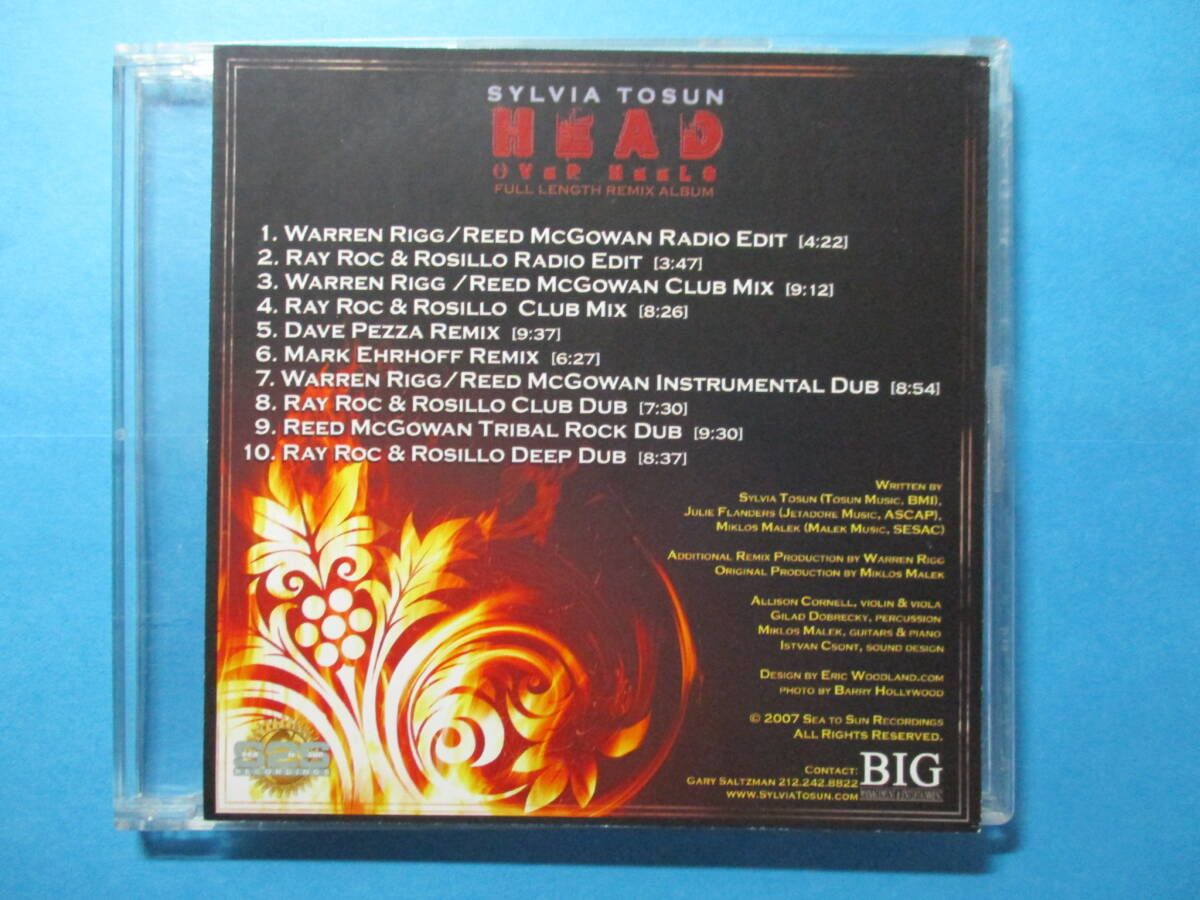 SYLVIA TOSUN
HEAD
OVER HEELS
FULL LENGTH REMIX ALBUM
1. WARREN RIGG/REED MCGOWAN RADIO EDIT [4:22]
2. RAY ROC & ROSILLO RADIO EDIT [3:47]
3. WARREN RIGG /REED MCGOWAN CLUB MIX [9:12]
4. RAY ROC & ROSILLO CLUB MIX [8:26]
5. DAVE PEZZA REMIX [9:37]
6. MARK EHRHOFF REMIX [6:27]
7. WARREN RIGG/REED MCGOWAN INSTRUMENTAL DUB [8:54]
8. RAY ROC & ROSILLO CLUB DUB [7:30]
9. REED MCGOWAN TRIBAL ROCK DUB [9:30]
10. RAY ROC & ROSILLO DEEP DUB [8:37]
WRITTEN BY
SYLVIA TOSUN (TOSUN MUSIC, BMI),
JULIE FLANDERS (JETADORE MUSIC, ASCAP),
MIKLOS MALEK (MALEK MUSIC, SESAC)
ADDITIONAL REMIX PRODUCTION BY WARREN RIGG
ORIGINAL PRODUCTION BY MIKLOS MALEK
ALLISON CORNELL, VIOLIN & VIOLA
GILAD DOBRECKY, PERCUSSION
MIKLOS MALEK, GUITARS & PIANO
ISTVAN CSONT, SOUND DESIGN
DESIGN BY ERIC WOODLAND.COM
PHOTO BY BARRY HOLLYWOOD
© 2007 SEA TO SUN RECORDINGS
ALL RIGHTS RESERVED.
CONTACT:
GARY SALTZMAN 212.242.8822
WWW.SYLVIATOSUN.COM
BIG
S2S
RECORDINGS